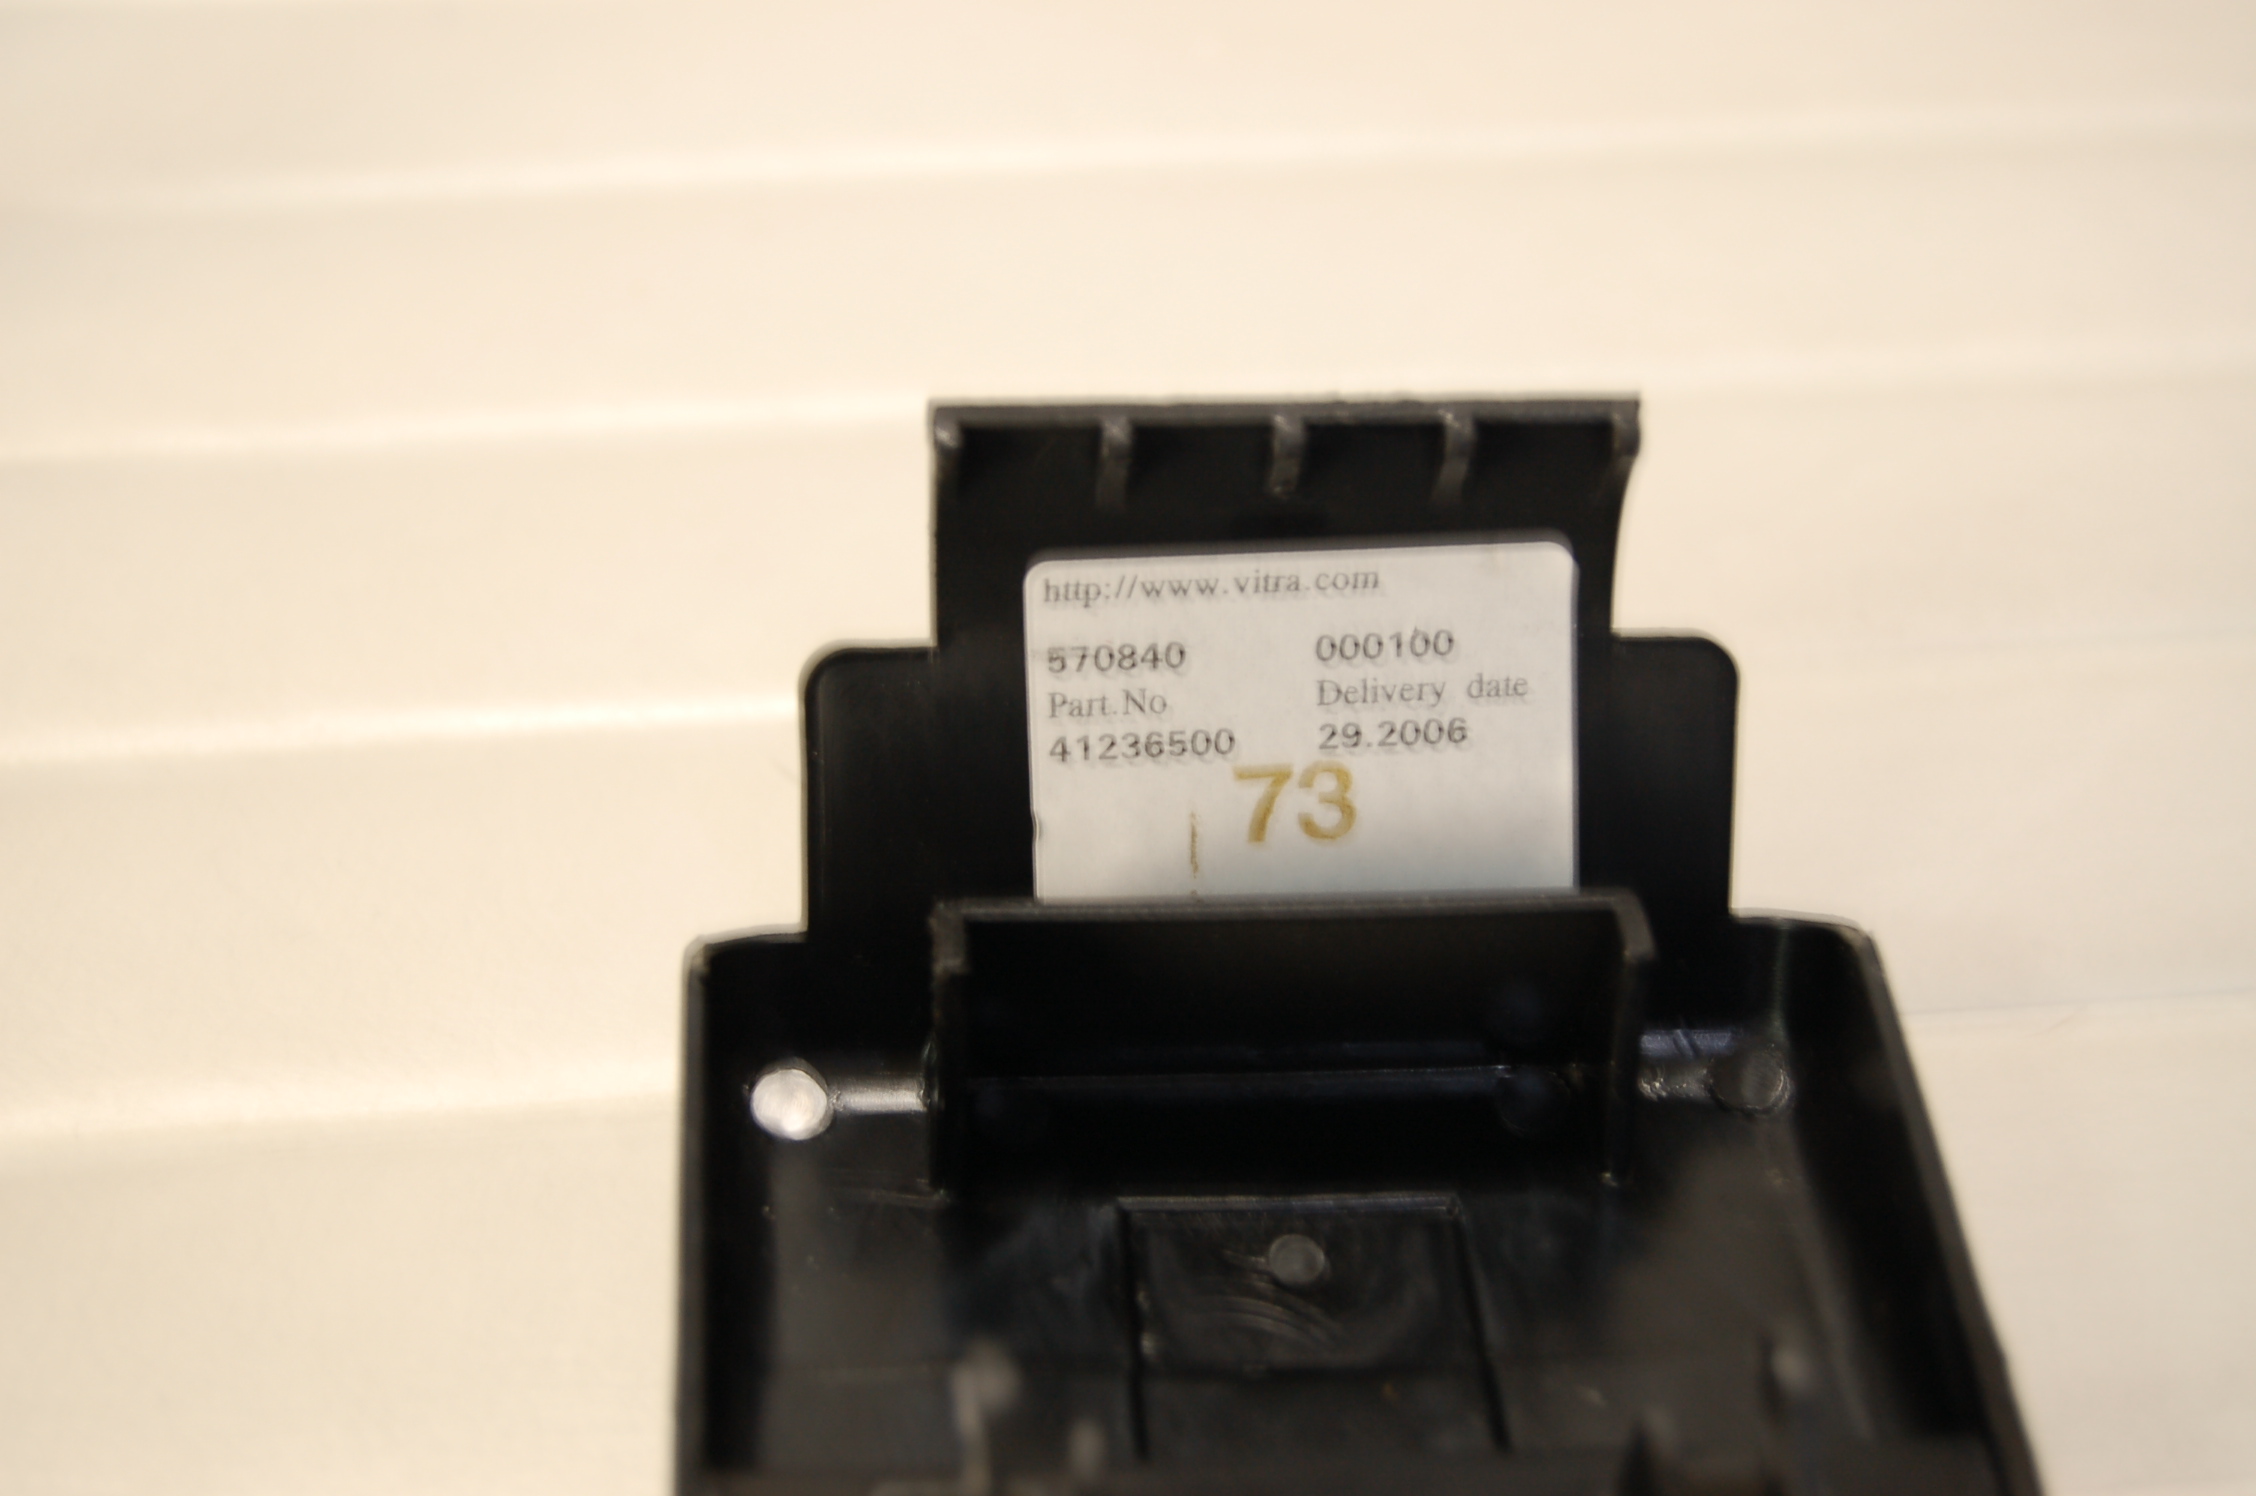 http://www.vitra.com
570840 000100
Part.No Delivery date
41236500 29.2006
73